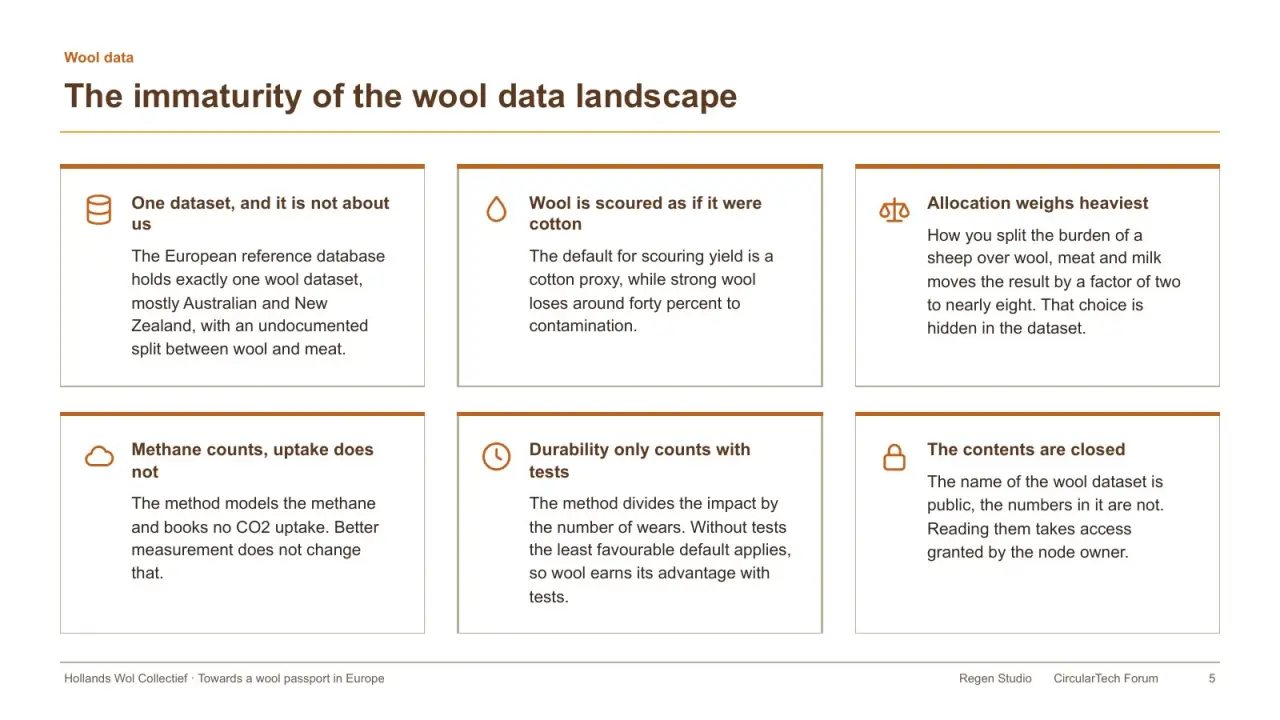 Wool data
The immaturity of the wool data landscape
One dataset, and it is not about
us
The European reference database
holds exactly one wool dataset,
mostly Australian and New
Zealand, with an undocumented
split between wool and meat.
Wool is scoured as if it were
cotton
The default for scouring yield is a
cotton proxy, while strong wool
loses around forty percent to
contamination.
Allocation weighs heaviest
How you split the burden of a
sheep over wool, meat and milk
moves the result by a factor of two
to nearly eight. That choice is
hidden in the dataset.
Methane counts, uptake does
not
The method models the methane
and books no CO2 uptake. Better
measurement does not change
that.
Durability only counts with
tests
The method divides the impact by
the number of wears. Without tests
the least favourable default applies,
so wool earns its advantage with
tests.
The contents are closed
The name of the wool dataset is
public, the numbers in it are not.
Reading them takes access
granted by the node owner.
Hollands Wol Collectief · Towards a wool passport in Europe
Regen Studio CircularTech Forum 5